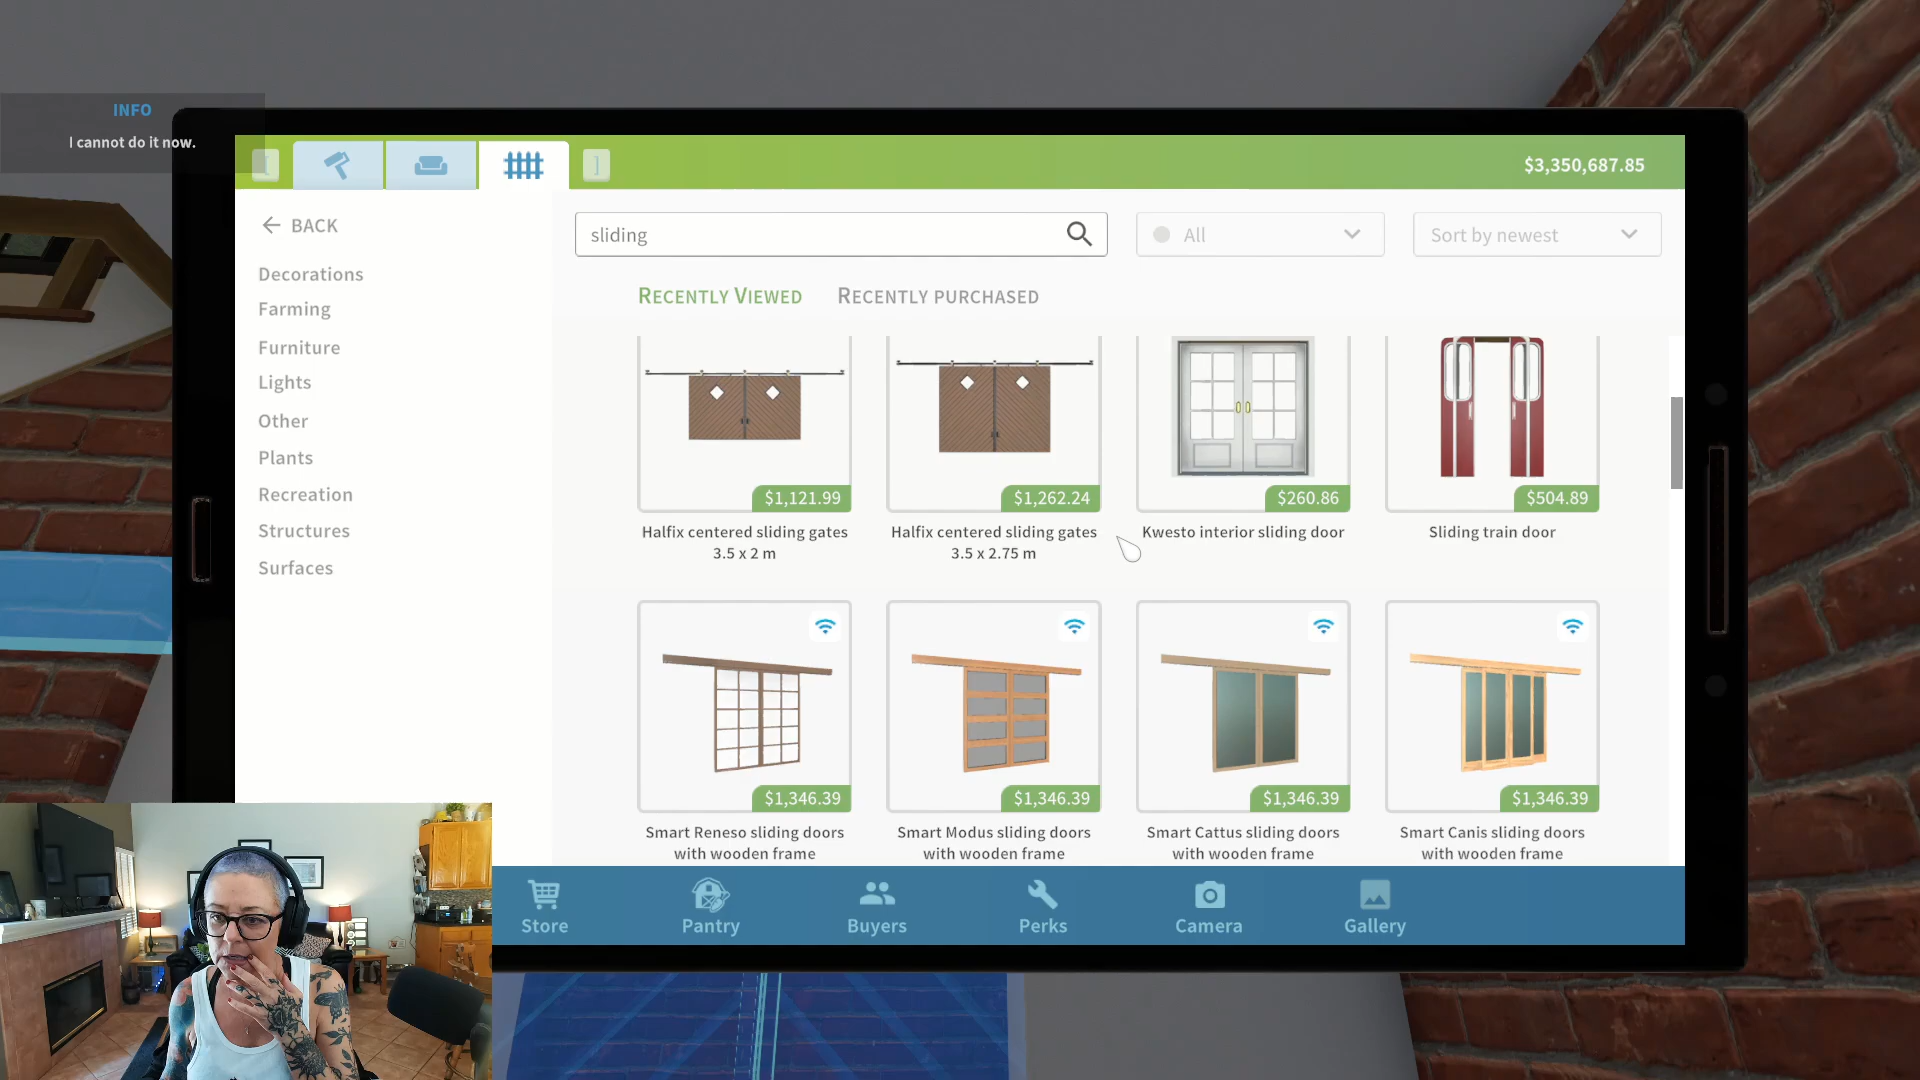 INFO
I cannot do it now.
[
]
$3,350,687.85
BACK
Decorations
Farming
Furniture
Lights
Other
Plants
Recreation
Structures
Surfaces
sliding
All
Sort by newest
RECENTLY VIEWED
RECENTLY PURCHASED
$1,121.99
$1,262.24
$260.86
$504.89
Halfix centered sliding gates
3.5 x 2 m
Halfix centered sliding gates
3.5 x 2.75 m
Kwesto interior sliding door
Sliding train door
$1,346.39
$1,346.39
$1,346.39
$1,346.39
Smart Reneso sliding doors
with wooden frame
Smart Modus sliding doors
with wooden frame
Smart Cattus sliding doors
with wooden frame
Smart Canis sliding doors
with wooden frame
Store
Pantry
Buyers
Perks
Camera
Gallery